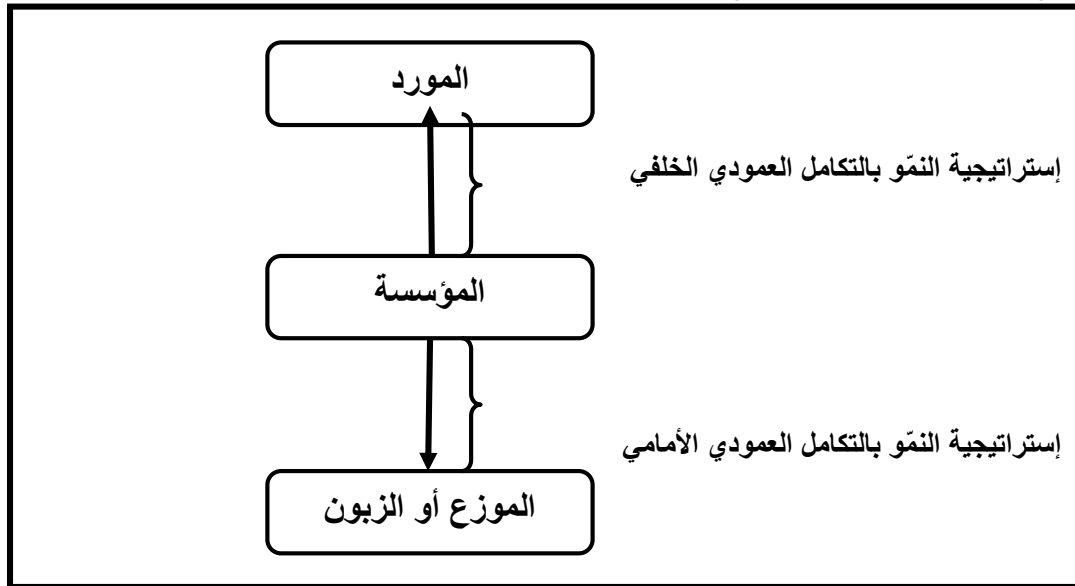 المورد
إستراتيجية النمّو بالتكامل العمودي الخلفي
المؤسسة
إستراتيجية النمّو بالتكامل العمودي الأمامي
الموزع أو الزبون